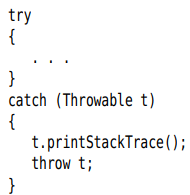 try
{
   . . .
}
catch (Throwable t)
{
   t.printStackTrace();
   throw t;
}